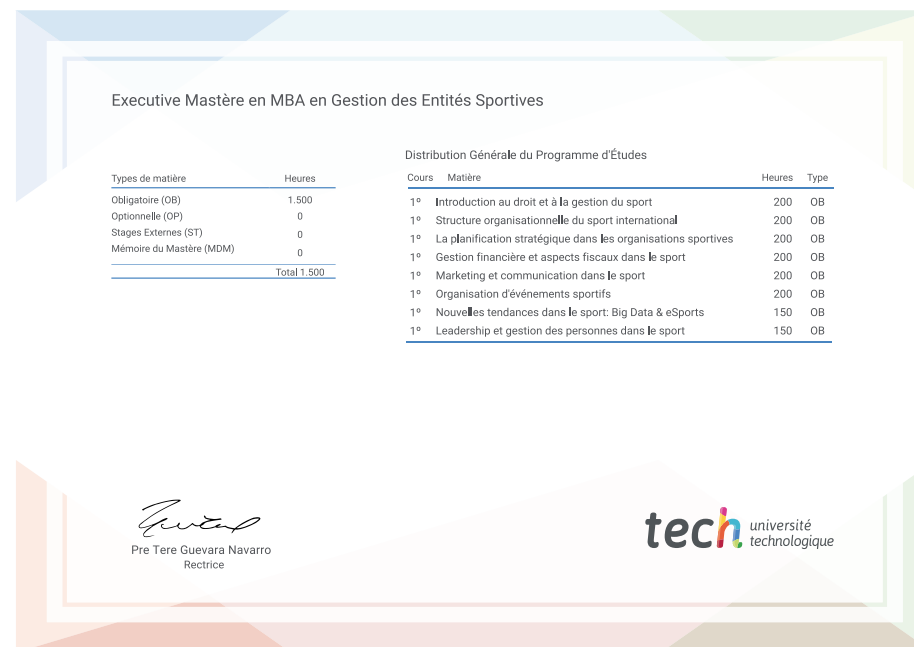 Executive Mastère en MBA en Gestion des Entités Sportives
Types de matière Heures
Obligatoire (OB) 1.500
Optionnelle (OP) 0
Stages Externes (ST) 0
Mémoire du Mastère (MDM) 0
Total 1.500
Distribution Générale du Programme d'Études
Cours Matière Heures Type
1º Introduction au droit et à la gestion du sport 200 OB
1º Structure organisationnelle du sport international 200 OB
1º La planification stratégique dans les organisations sportives 200 OB
1º Gestion financière et aspects fiscaux dans le sport 200 OB
1º Marketing et communication dans le sport 200 OB
1º Organisation d'événements sportifs 200 OB
1º Nouvelles tendances dans le sport: Big Data & eSports 150 OB
1º Leadership et gestion des personnes dans le sport 150 OB
Pre Tere Guevara Navarro
Rectrice
tech université
technologique